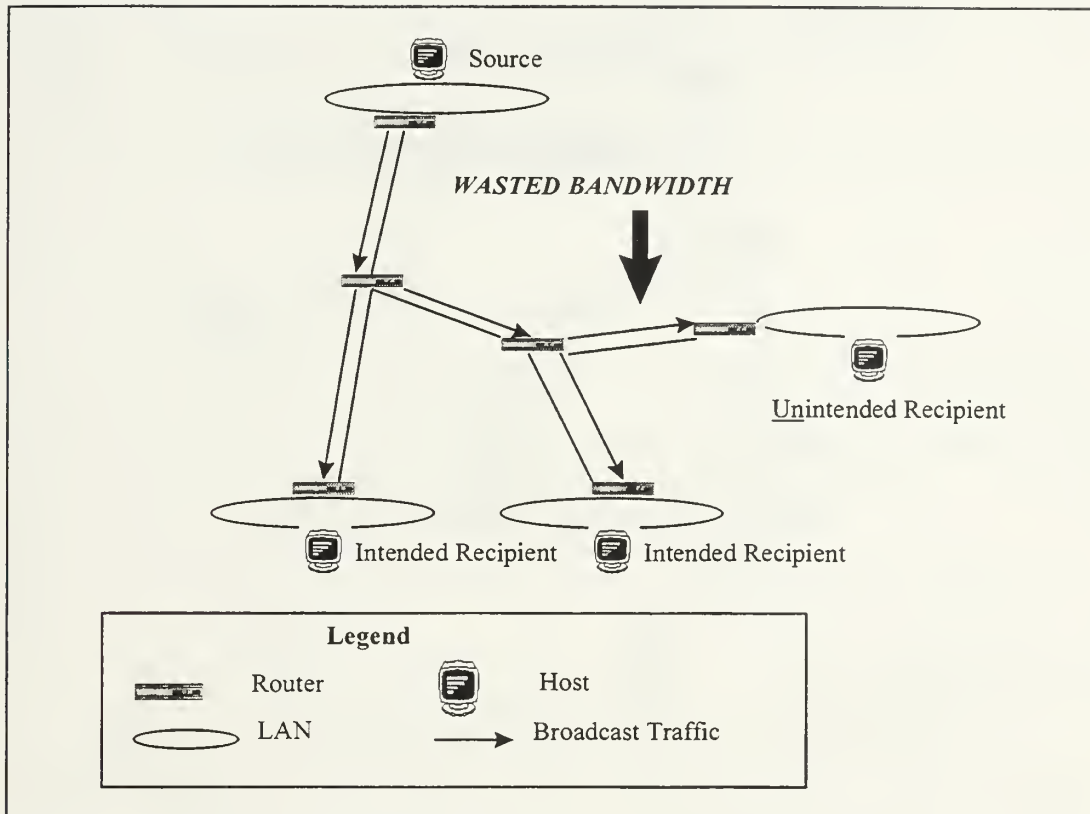 Source
WASTED BANDWIDTH
Unintended Recipient
Intended Recipient
Intended Recipient
Legend
Router
Host
LAN
Broadcast Traffic